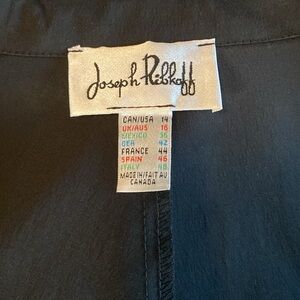 Joseph Ribkoff
CAN/USA 14
UK/AUS 16
MEXICO 36
GER 42
FRANCE 44
SPAIN 46
ITALY 48
MADE IN/FAIT AU
CANADA